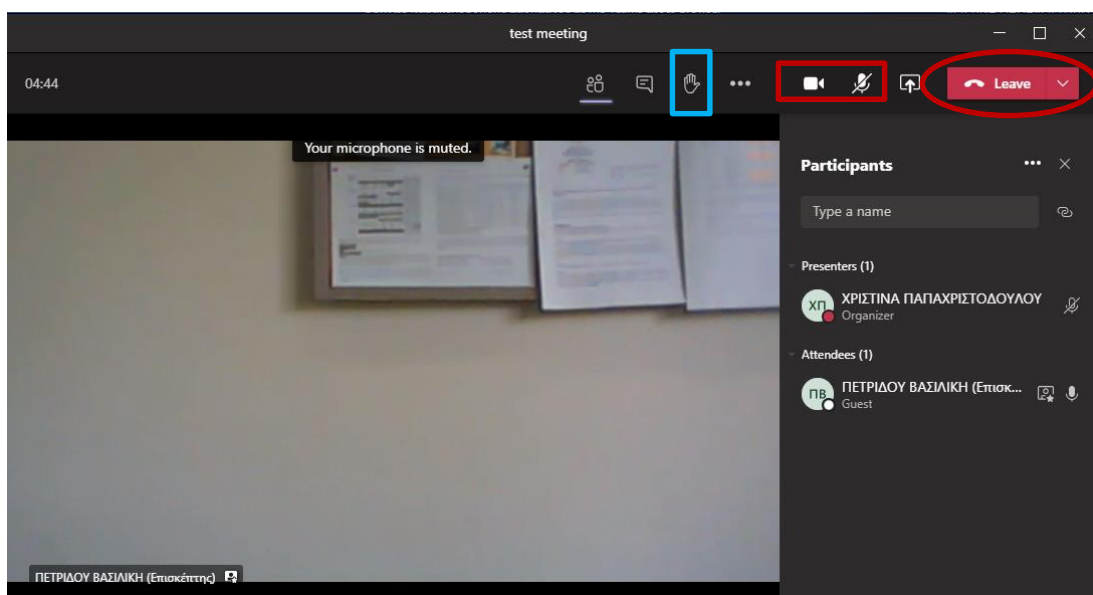 test meeting
04:44
Leave
Your microphone is muted.
Participants
Type a name
Presenters (1)
ΧΠ
ΧΡΙΣΤΙΝΑ ΠΑΠΑΧΡΙΣΤΟΔΟΥΛΟΥ
Organizer
Attendees (1)
ΠΒ
ΠΕΤΡΙΔΟΥ ΒΑΣΙΛΙΚΗ (Επισκ...
Guest
ΠΕΤΡΙΔΟΥ ΒΑΣΙΛΙΚΗ (Επισκέπτης)